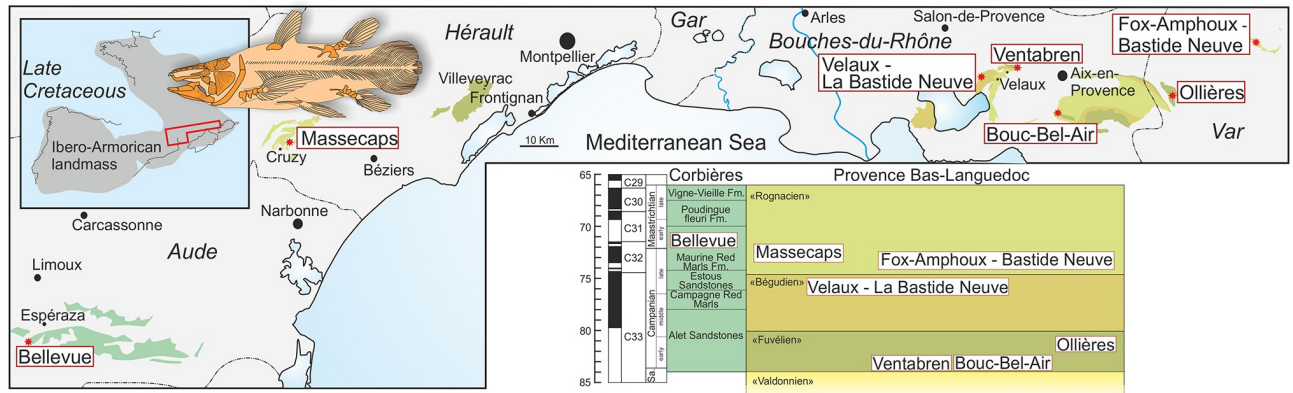 Late
Cretaceous
Ibero-Armorican
landmass
Hérault
Gar
Bouches-du-Rhône
Var
Aude
Montpellier
Villeveyrac
Frontignan
10 Km
Mediterranean Sea
Massecaps
Cruzy
Béziers
Carcassonne
Narbonne
Limoux
Espéraza
Bellevue
Arles
Salon-de-Provence
Velaux -
La Bastide Neuve
Ventabren
Velaux
Aix-en-
Provence
Bouc-Bel-Air
Fox-Amphoux -
Bastide Neuve
Ollières
Corbières
Provence Bas-Languedoc
65
70
75
80
85
C29
C30
C31
C32
C33
Maastrichtian
late
early
Campanian
late
middle
early
Sa.
Vigne-Vieille Fm.
Poudingue
fleuri Fm.
Bellevue
Maurine Red
Marls Fm.
Estous
Sandstones
Campagne Red
Marls
Alet Sandstones
«Rognacien»
Massecaps
Fox-Amphoux - Bastide Neuve
«Bégudien»
Velaux - La Bastide Neuve
«Fuvélien»
Ollières
Ventabren
Bouc-Bel-Air
«Valdonnien»